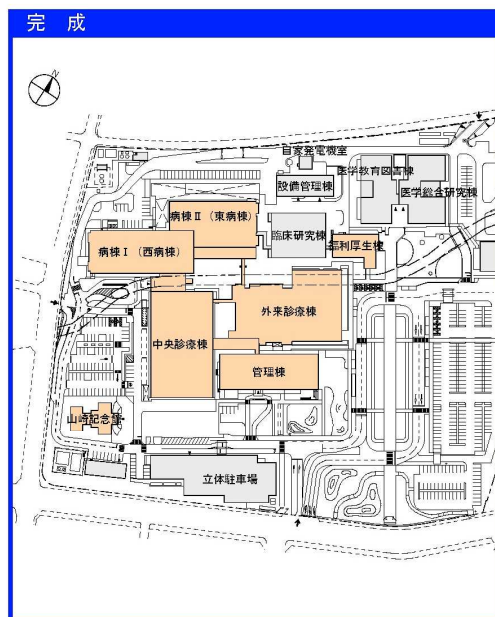 完 成
N
自家発電機室
医学教育図書棟
設備管理棟
医学総合研究棟
病棟Ⅱ（東病棟）
臨床研究棟
福利厚生棟
病棟Ⅰ（西病棟）
外来診療棟
中央診療棟
管理棟
山崎記念館
立体駐車場